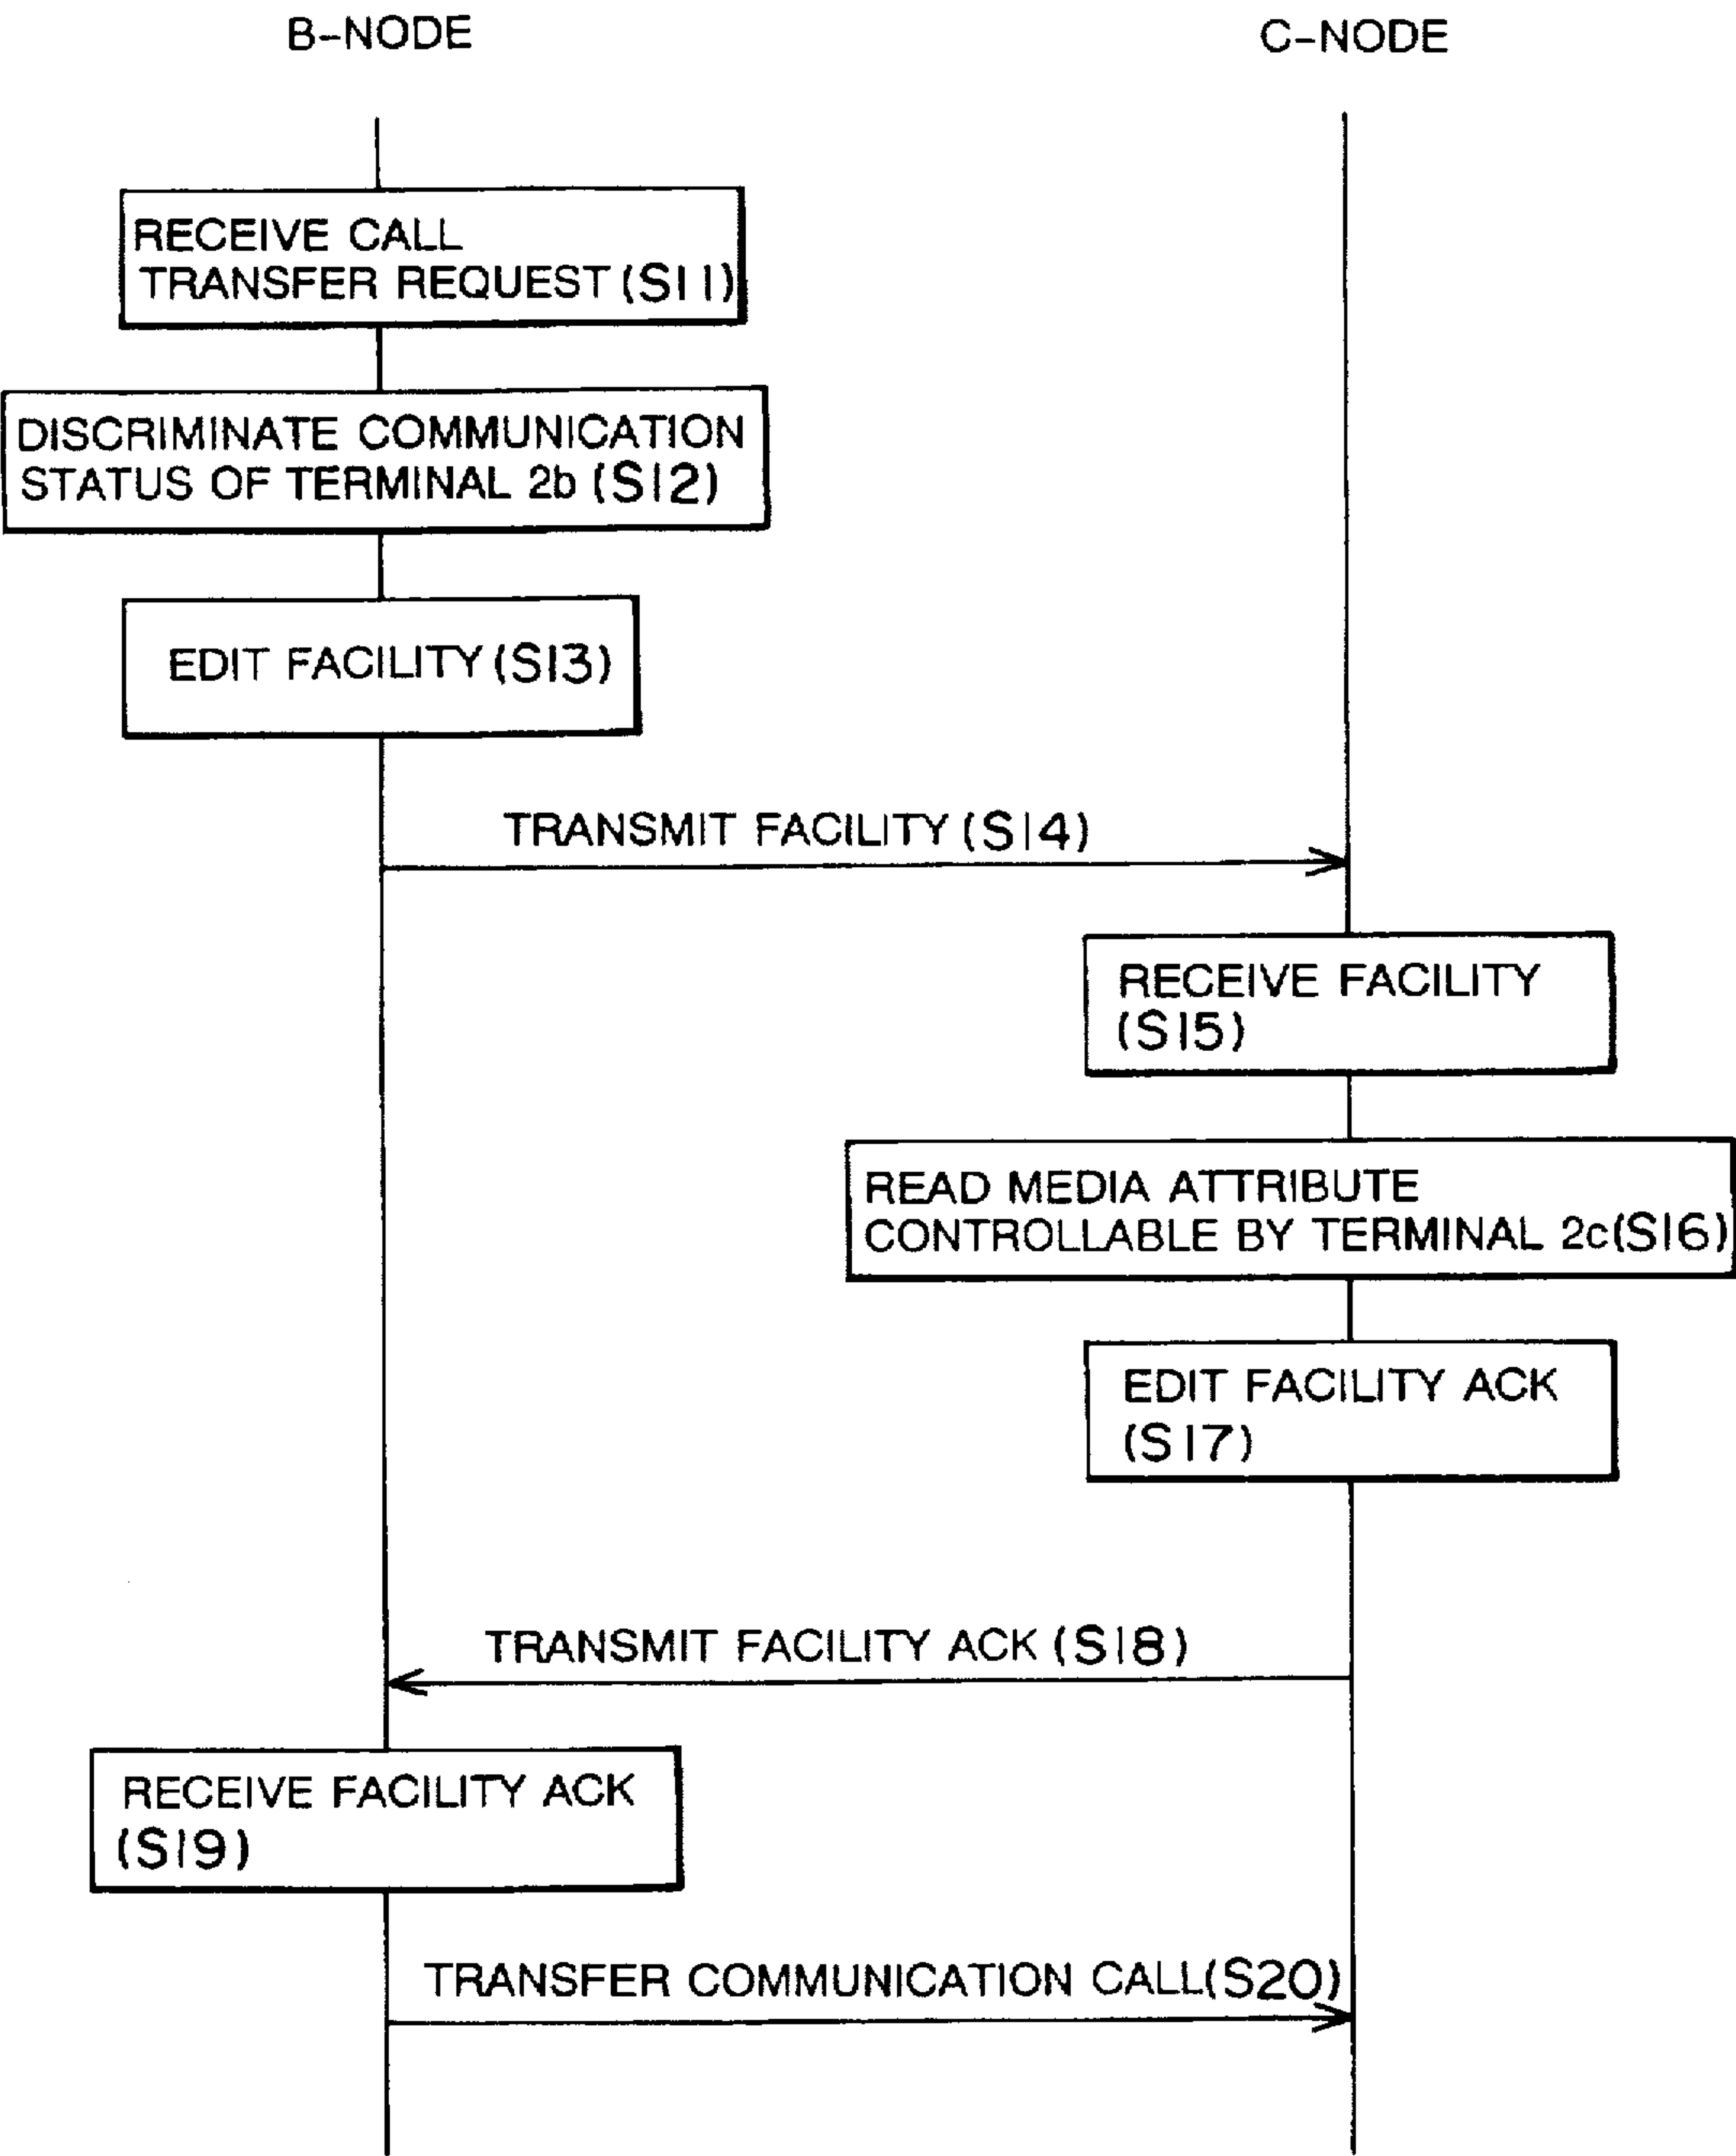 B-NODE
C-NODE
RECEIVE CALL
TRANSFER REQUEST (S11)
DISCRIMINATE COMMUNICATION
STATUS OF TERMINAL 2b (S12)
EDIT FACILITY (S13)
TRANSMIT FACILITY (S14)
RECEIVE FACILITY
(S15)
READ MEDIA ATTRIBUTE
CONTROLLABLE BY TERMINAL 2c(S16)
EDIT FACILITY ACK
(S17)
TRANSMIT FACILITY ACK (S18)
RECEIVE FACILITY ACK
(S19)
TRANSFER COMMUNICATION CALL(S20)